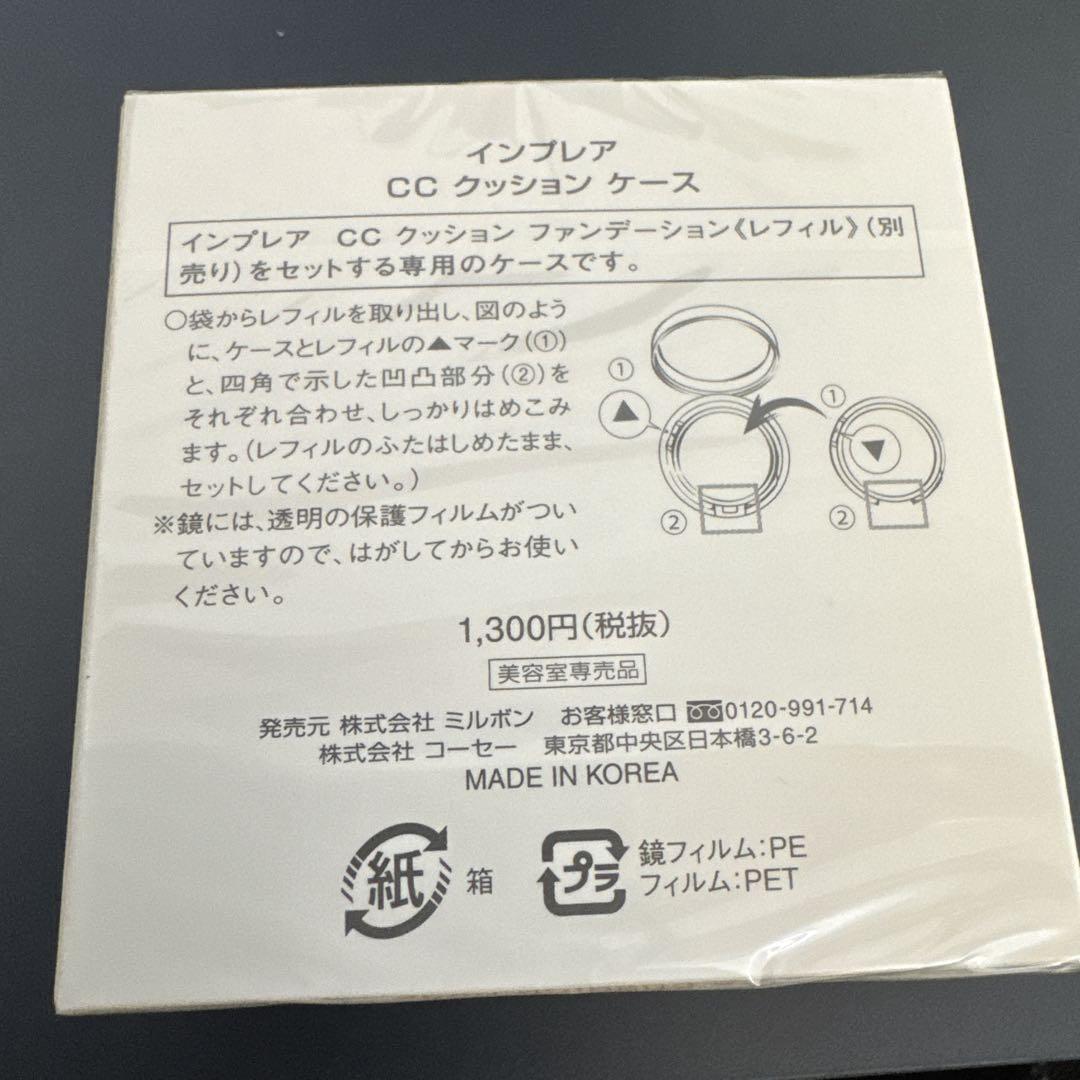 インプレア
CC クッション ケース
インプレア　CC クッション ファンデーション《レフィル》（別
売り）をセットする専用のケースです。
○袋からレフィルを取り出し、図のよう
に、ケースとレフィルの▲マーク（①）
と、四角で示した凹凸部分（②）を
それぞれ合わせ、しっかりはめこみ
ます。（レフィルのふたはしめたまま、
セットしてください。）
※鏡には、透明の保護フィルムがつい
ていますので、はがしてからお使い
ください。
①
①
②
②
1,300円（税抜）
美容室専売品
発売元 株式会社 ミルボン　お客様窓口 0120-991-714
株式会社 コーセー　東京都中央区日本橋3-6-2
MADE IN KOREA
紙
箱
プラ
鏡フィルム：PE
フィルム：PET